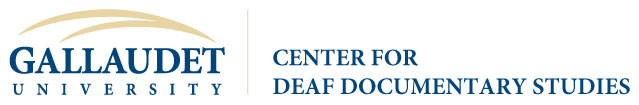 GALLAUDET
UNIVERSITY
CENTER FOR
DEAF DOCUMENTARY STUDIES